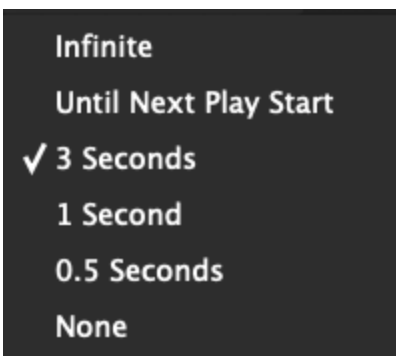 Infinite
Until Next Play Start
✓ 3 Seconds
1 Second
0.5 Seconds
None